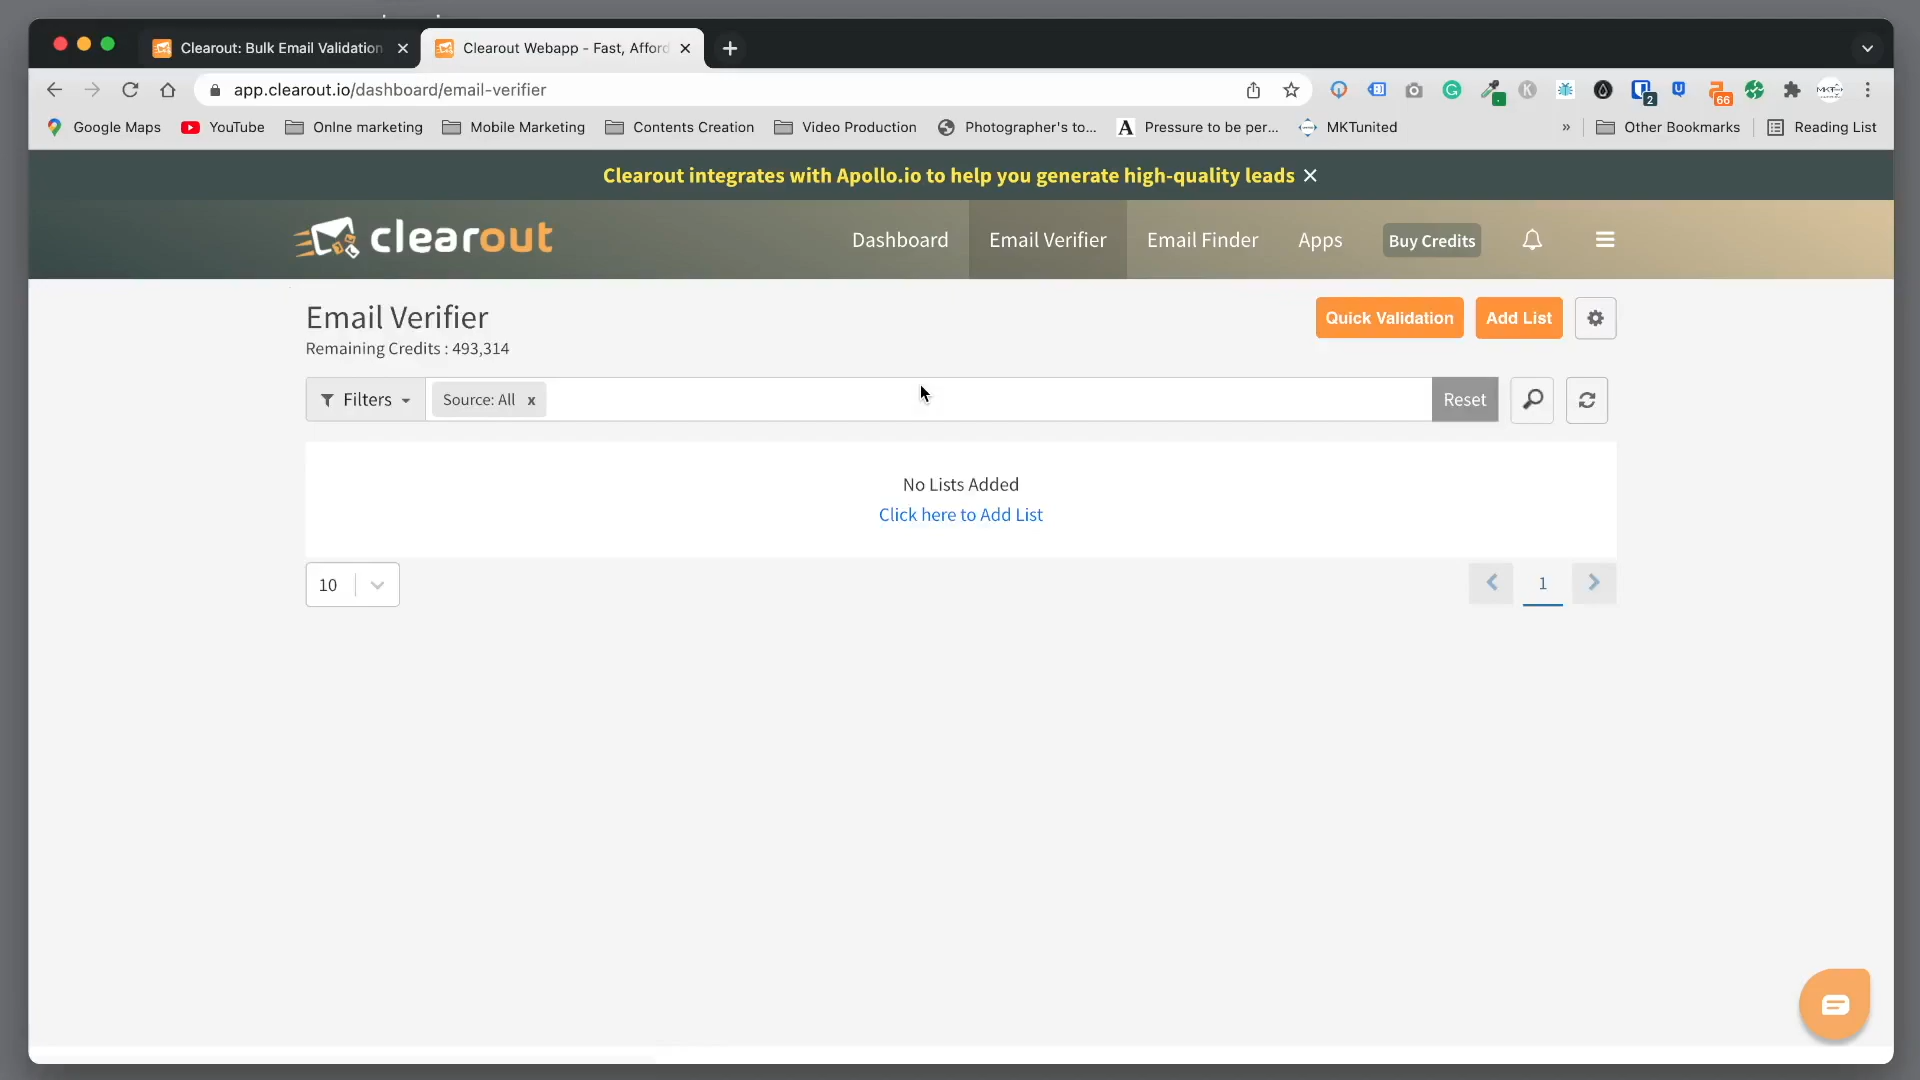 Clearout: Bulk Email Validation
Clearout Webapp - Fast, Afford
app.clearout.io/dashboard/email-verifier
2
66
Google Maps
YouTube
Onlne marketing
Mobile Marketing
Contents Creation
Video Production
Photographer's to...
A
Pressure to be per...
MKTunited
»
Other Bookmarks
Reading List
Clearout integrates with Apollo.io to help you generate high-quality leads
clearout
Dashboard
Email Verifier
Email Finder
Apps
Buy Credits
Email Verifier
Remaining Credits : 493,314
Quick Validation
Add List
Filters
Source: All x
Reset
No Lists Added
Click here to Add List
10
1